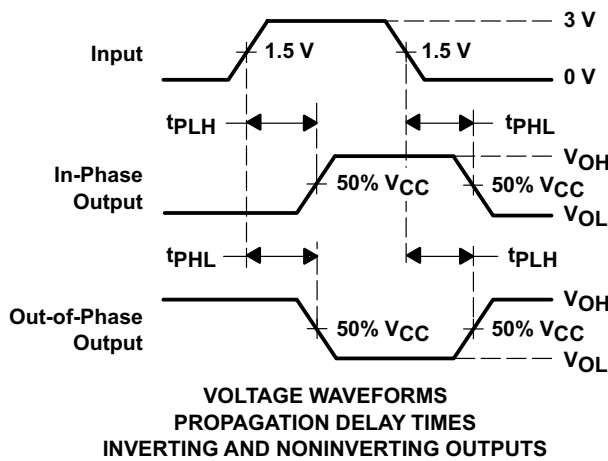 3 V
Input
1.5 V
1.5 V
0 V
tPLH
tPHL
In-Phase
Output
VOH
50% VCC
50% VCC
VOL
tPHL
tPLH
Out-of-Phase
Output
VOH
50% VCC
50% VCC
VOL
VOLTAGE WAVEFORMS
PROPAGATION DELAY TIMES
INVERTING AND NONINVERTING OUTPUTS